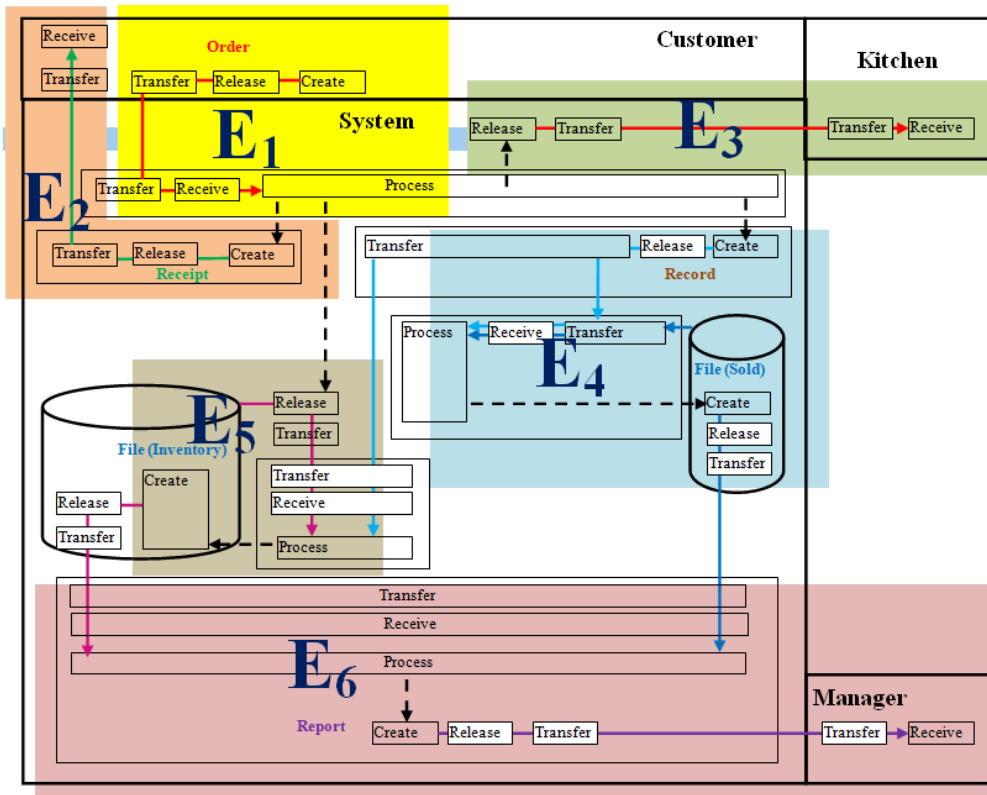 Receive
Order
Customer
Kitchen
Transfer
Transfer
Release
Create
System
E1
Release
Transfer
E3
Transfer
Receive
Transfer
Receive
Process
E2
Transfer
Release
Create
Receipt
Transfer
Release
Create
Record
Process
Receive
Transfer
E4
File (Sold)
Create
Release
Transfer
Release
E5
Transfer
File (Inventory)
Create
Release
Transfer
Transfer
Receive
Process
Transfer
Receive
Process
E6
Report
Create
Release
Transfer
Manager
Transfer
Receive